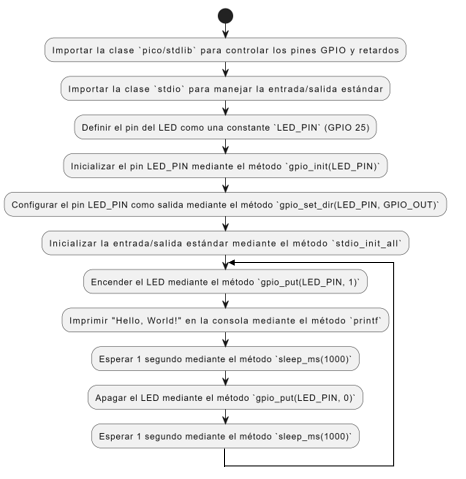 Importar la clase `pico/stdlib` para controlar los pines GPIO y retardos
Importar la clase `stdio` para manejar la entrada/salida estándar
Definir el pin del LED como una constante `LED_PIN` (GPIO 25)
Inicializar el pin LED_PIN mediante el método `gpio_init(LED_PIN)`
Configurar el pin LED_PIN como salida mediante el método `gpio_set_dir(LED_PIN, GPIO_OUT)`
Inicializar la entrada/salida estándar mediante el método `stdio_init_all`
Encender el LED mediante el método `gpio_put(LED_PIN, 1)`
Imprimir "Hello, World!" en la consola mediante el método `printf`
Esperar 1 segundo mediante el método `sleep_ms(1000)`
Apagar el LED mediante el método `gpio_put(LED_PIN, 0)`
Esperar 1 segundo mediante el método `sleep_ms(1000)`